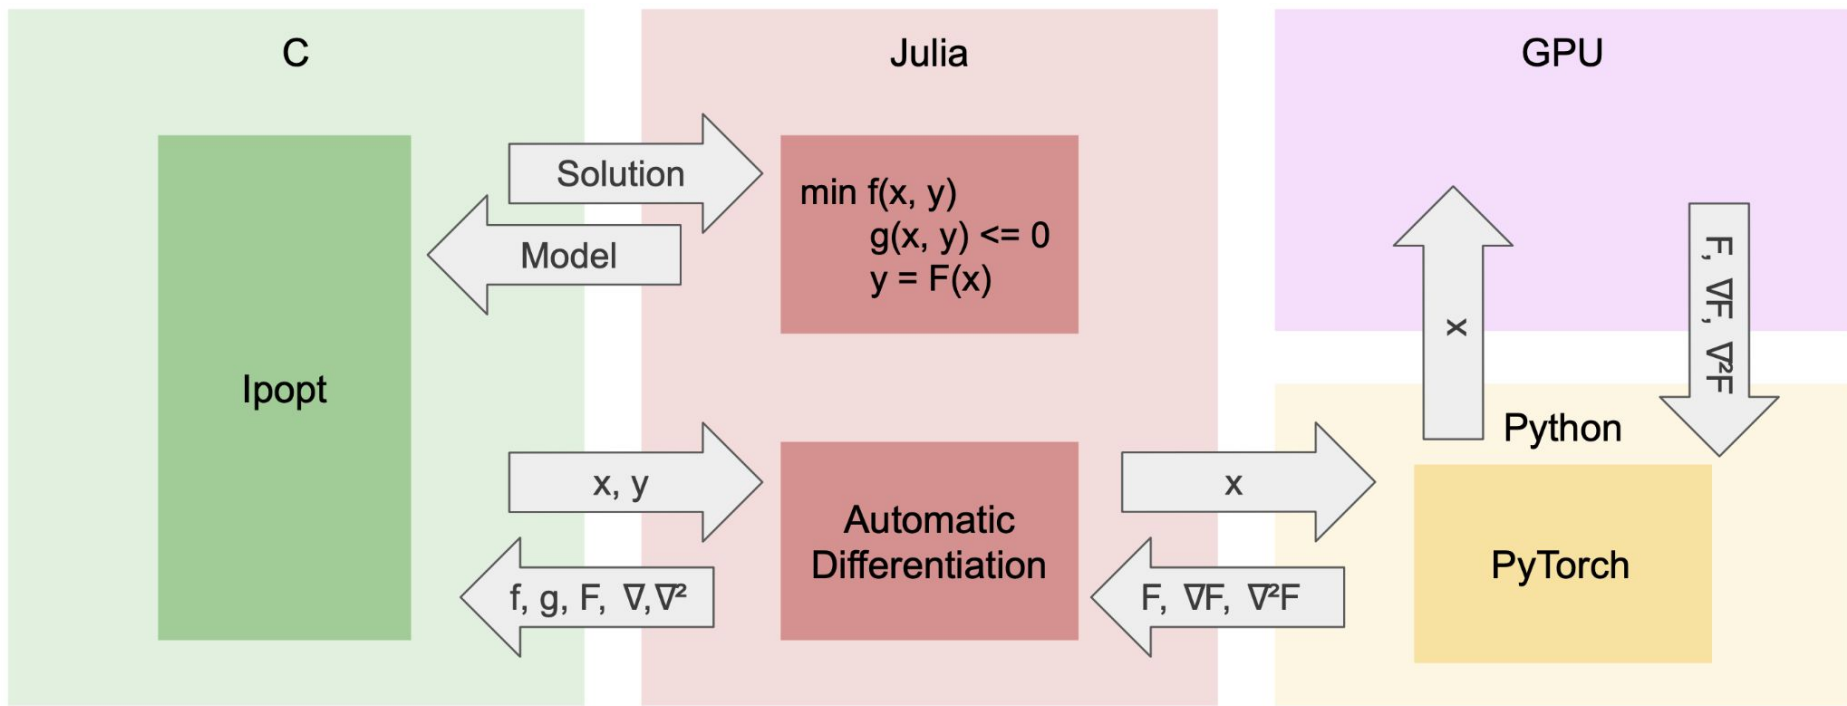 C
Julia
GPU
Solution
Model
min f(x, y)
g(x, y) <= 0
y = F(x)
Ipopt
x
F, ∇F, ∇²F
x, y
f, g, F, ∇,∇²
Automatic
Differentiation
x
F, ∇F, ∇²F
Python
PyTorch